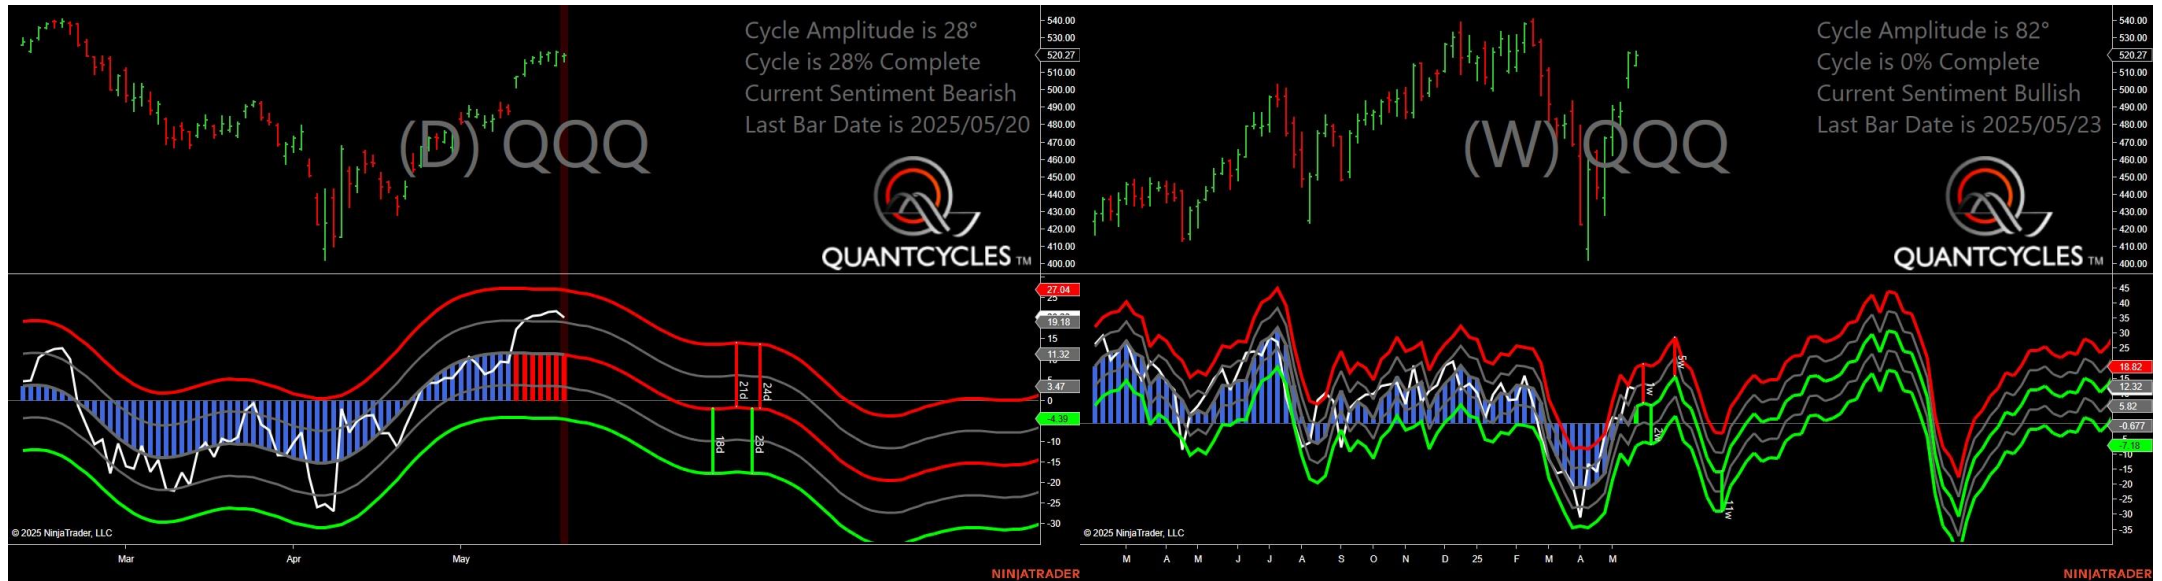 Cycle Amplitude is 28°
Cycle is 28% Complete
Current Sentiment Bearish
Last Bar Date is 2025/05/20
(D) QQQ
QUANTCYCLES ™
540.00
530.00
520.27
510.00
500.00
490.00
480.00
470.00
460.00
450.00
440.00
430.00
420.00
410.00
400.00
27.04
25
19.18
15
11.32
5
3.47
0
-4.39
-10
-15
-20
-25
-30
21d
24d
18d
28d
© 2025 NinjaTrader, LLC
Mar
Apr
May
NINJATRADER
Cycle Amplitude is 82°
Cycle is 0% Complete
Current Sentiment Bullish
Last Bar Date is 2025/05/23
(W) QQQ
QUANTCYCLES ™
540.00
530.00
520.27
510.00
500.00
490.00
480.00
470.00
460.00
450.00
440.00
430.00
420.00
410.00
400.00
45
40
35
30
25
18.82
15
12.32
5.82
-0.677
-7.18
-10
-15
-20
-25
-30
-35
5w
1w
2w
11w
© 2025 NinjaTrader, LLC
M
A
M
J
J
A
S
O
N
D
25
F
M
A
M
NINJATRADER